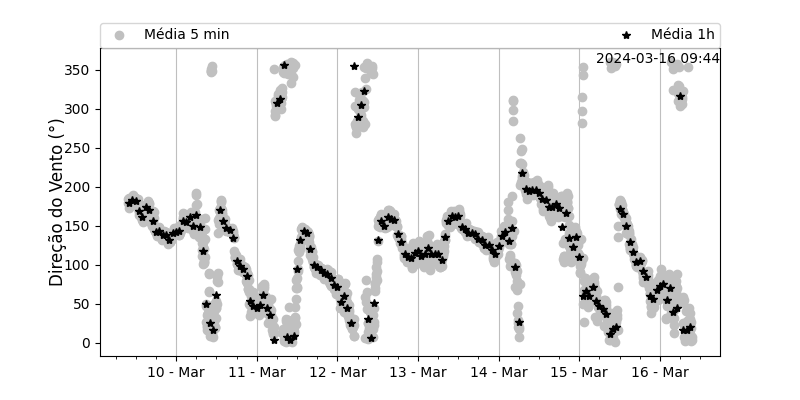 Média 5 min
Média 1h
2024-03-16 09:44
Direção do Vento (°)
350
300
250
200
150
100
50
0
10 - Mar
11 - Mar
12 - Mar
13 - Mar
14 - Mar
15 - Mar
16 - Mar